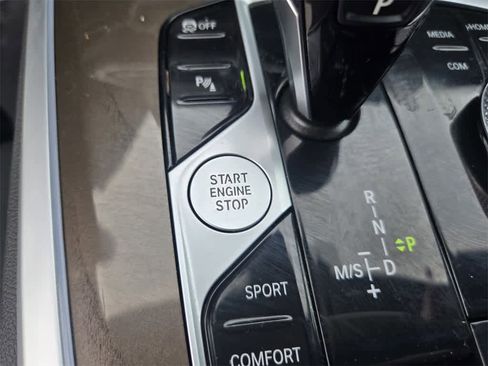 OFF
P
P
HOME
MEDIA
COM
START
ENGINE
STOP
R
N
P
M/S
D
+
SPORT
COMFORT